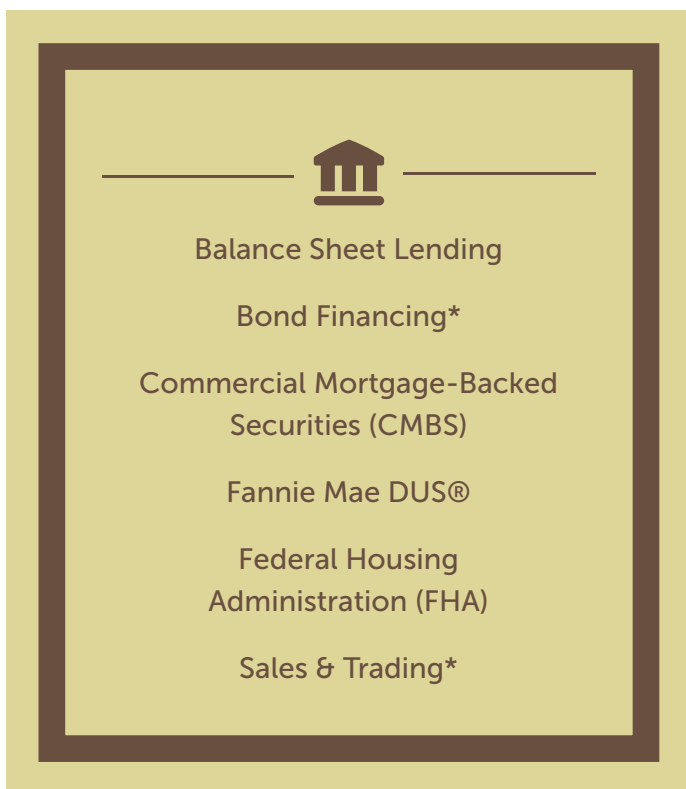 Balance Sheet Lending
Bond Financing*
Commercial Mortgage-Backed
Securities (CMBS)
Fannie Mae DUS®
Federal Housing
Administration (FHA)
Sales & Trading*